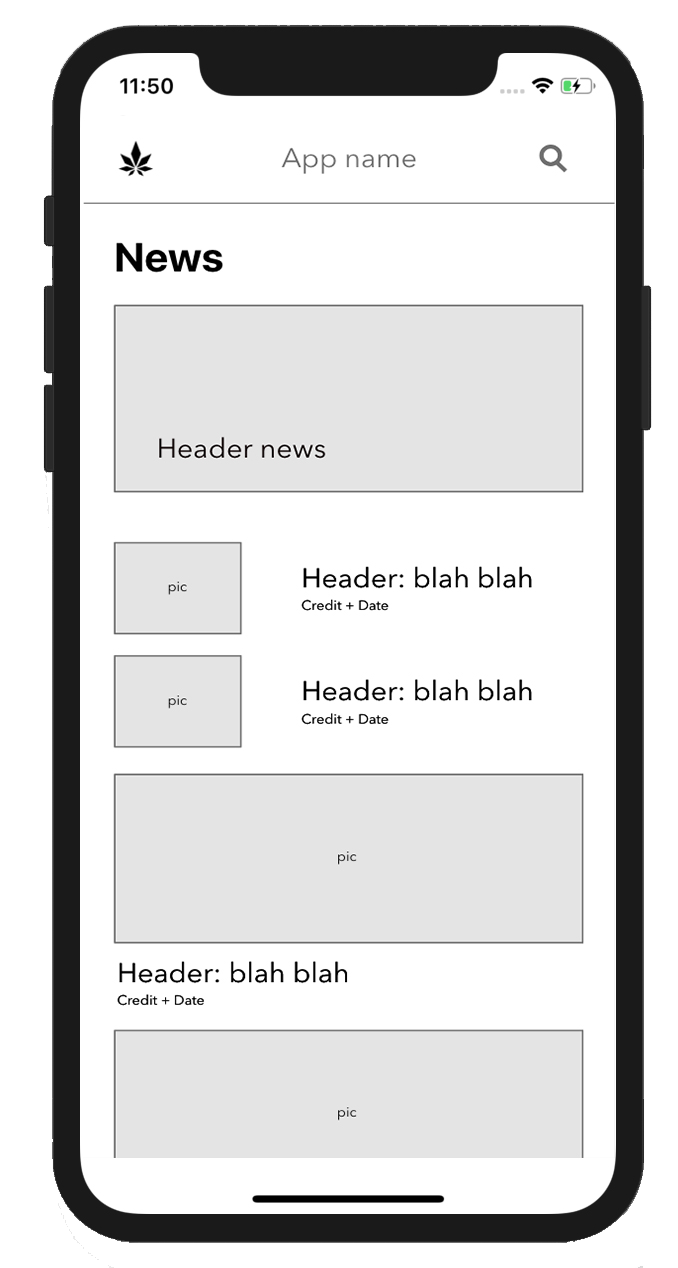 11:50
App name
News
Header news
pic
Header: blah blah
Credit + Date
pic
Header: blah blah
Credit + Date
pic
Header: blah blah
Credit + Date
pic